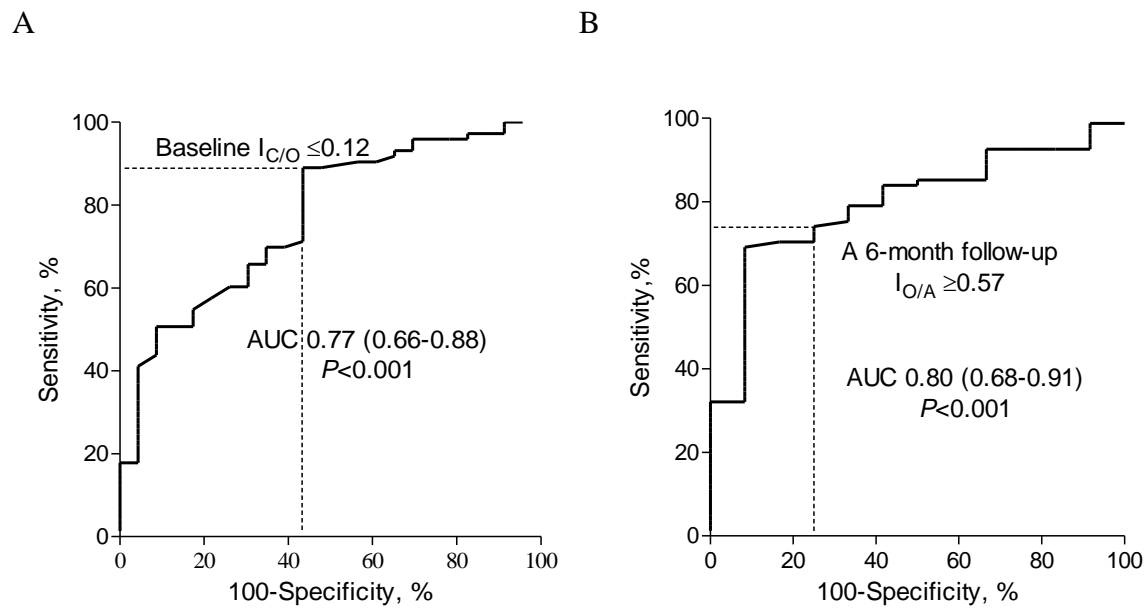 A
B
100
80
60
40
20
0
Sensitivity, %
Baseline I C/O ≤0.12
AUC 0.77 (0.66-0.88)
P<0.001
0 20 40 60 80 100
100-Specificity, %
100
80
60
40
20
0
Sensitivity,%
A 6-month follow-up
I O/A ≥0.57
AUC 0.80 (0.68-0.91)
P<0.001
0 20 40 60 80 100
100-Specificity, %